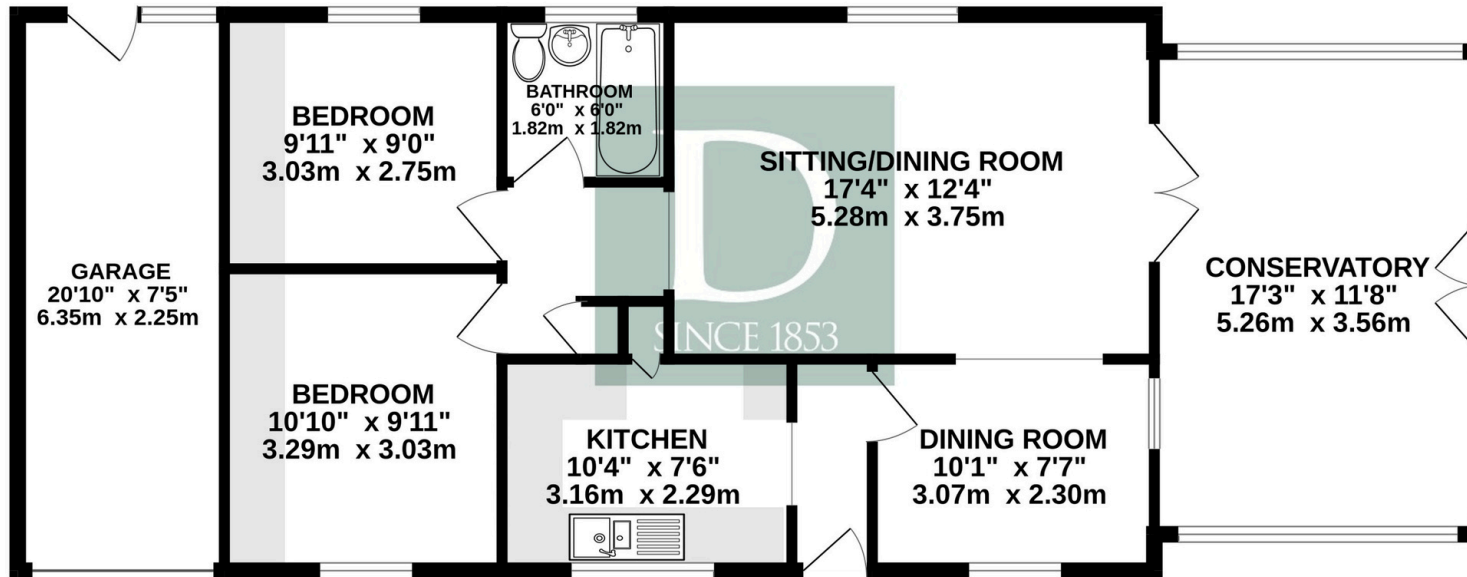 GARAGE
20'10" x 7'5"
6.35m x 2.25m
BEDROOM
9'11" x 9'0"
3.03m x 2.75m
BEDROOM
10'10" x 9'11"
3.29m x 3.03m
BATHROOM
6'0" x 6'0"
1.82m x 1.82m
KITCHEN
10'4" x 7'6"
3.16m x 2.29m
SITTING/DINING ROOM
17'4" x 12'4"
5.28m x 3.75m
D
SINCE 1853
DINING ROOM
10'1" x 7'7"
3.07m x 2.30m
CONSERVATORY
17'3" x 11'8"
5.26m x 3.56m